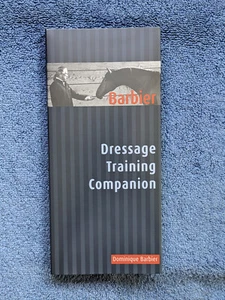 Barbier
Dressage
Training
Companion
Dominique Barbier